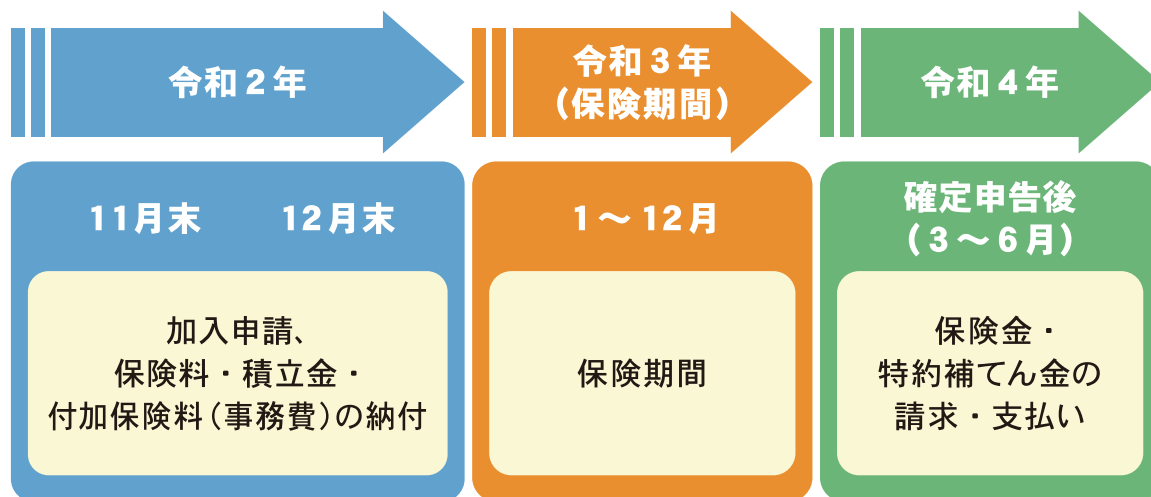 令和2年
令和3年
(保険期間)
令和4年
11月末 12月末
加入申請、
保険料・積立金・
付加保険料(事務費)の納付
1～12月
保険期間
確定申告後
(3～6月)
保険金・
特約補てん金の
請求・支払い